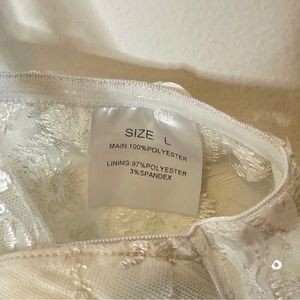 SIZE L
MAIN:100%POLYESTER
LINING:97%POLYESTER
3%SPANDEX